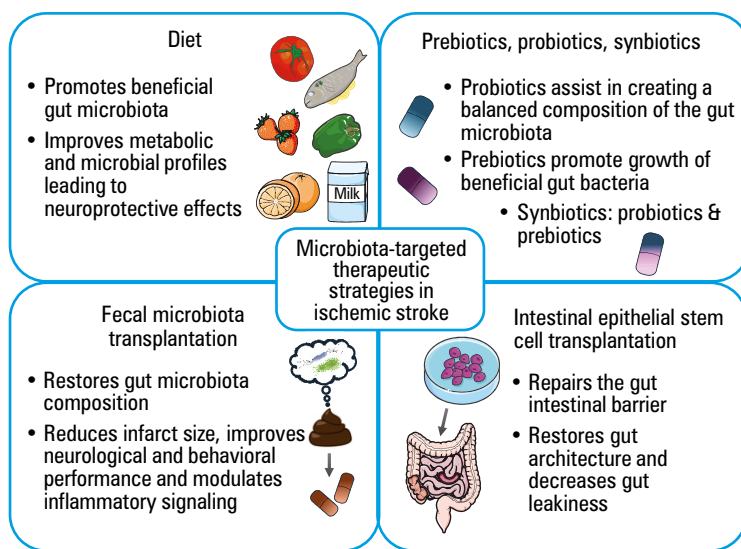 Diet
• Promotes beneficial
gut microbiota
• Improves metabolic
and microbial profiles
leading to
neuroprotective effects
Milk
Prebiotics, probiotics, synbiotics
• Probiotics assist in creating a
balanced composition of the gut
microbiota
• Prebiotics promote growth of
beneficial gut bacteria
• Synbiotics: probiotics &
prebiotics
Microbiota-targeted
therapeutic
strategies in
ischemic stroke
Fecal microbiota
transplantation
• Restores gut microbiota
composition
• Reduces infarct size, improves
neurological and behavioral
performance and modulates
inflammatory signaling
Intestinal epithelial stem
cell transplantation
• Repairs the gut
intestinal barrier
• Restores gut
architecture and
decreases gut
leakiness